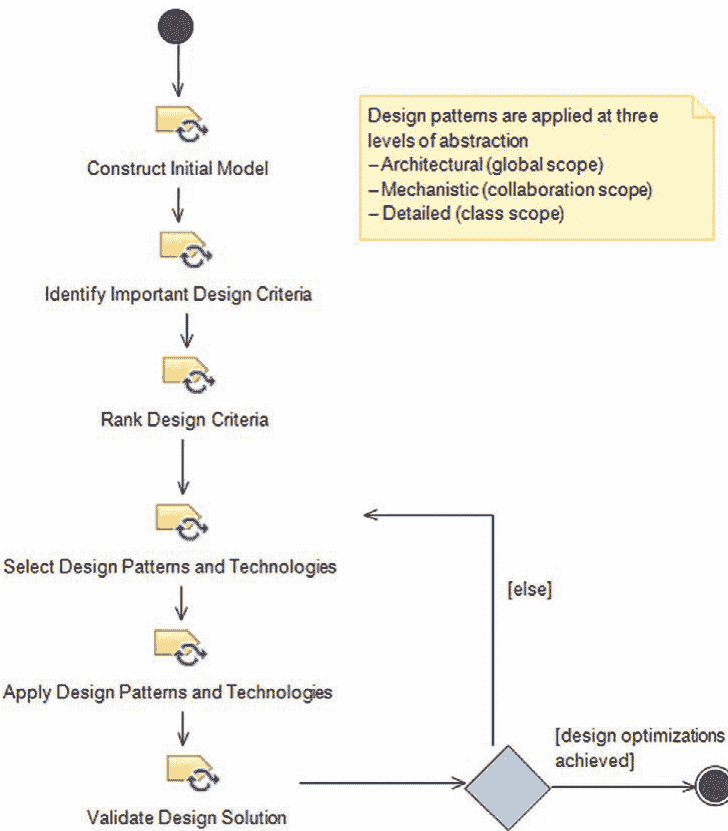 Construct Initial Model
Design patterns are applied at three
levels of abstraction
– Architectural (global scope)
– Mechanistic (collaboration scope)
– Detailed (class scope)
Identify Important Design Criteria
Rank Design Criteria
Select Design Patterns and Technologies
[else]
Apply Design Patterns and Technologies
[design optimizations
achieved]
Validate Design Solution